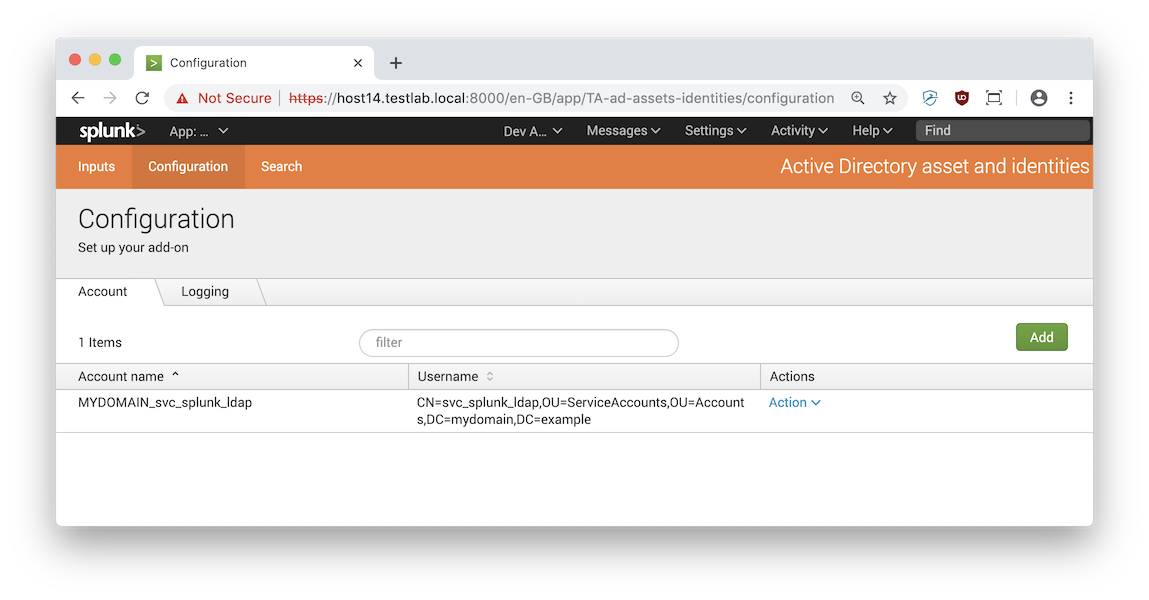 Configuration
Not Secure https://host14.testlab.local:8000/en-GB/app/TA-ad-assets-identities/configuration
splunk> App: ... Dev A... Messages Settings Activity Help Find
Inputs Configuration Search Active Directory asset and identities
Configuration
Set up your add-on
Account Logging
1 Items filter Add
Account name Username Actions
MYDOMAIN_svc_splunk_ldap CN=svc_splunk_ldap,OU=ServiceAccounts,OU=Account Action
s,DC=mydomain,DC=example